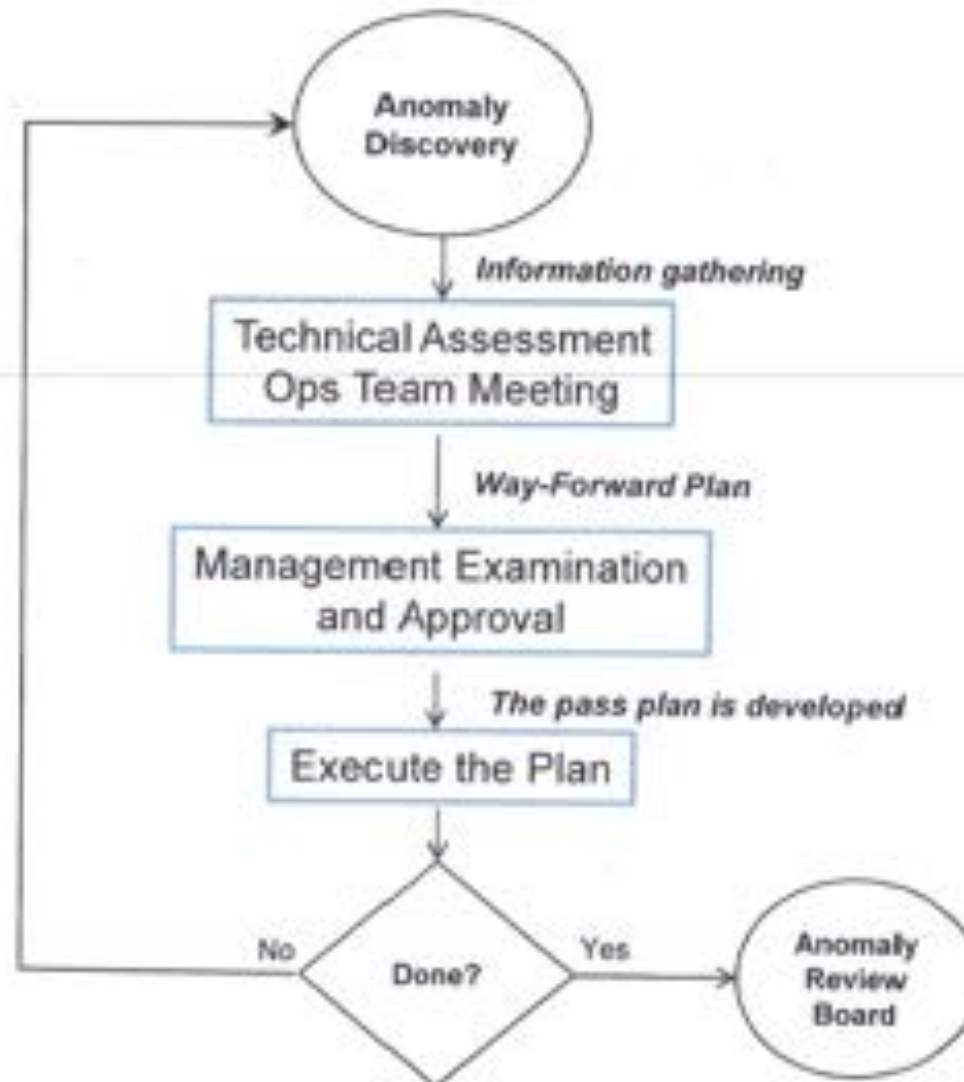 Anomaly
Discovery
Information gathering
Technical Assessment
Ops Team Meeting
Way-Forward Plan
Management Examination
and Approval
The pass plan is developed
Execute the Plan
No
Done?
Yes
Anomaly
Review
Board